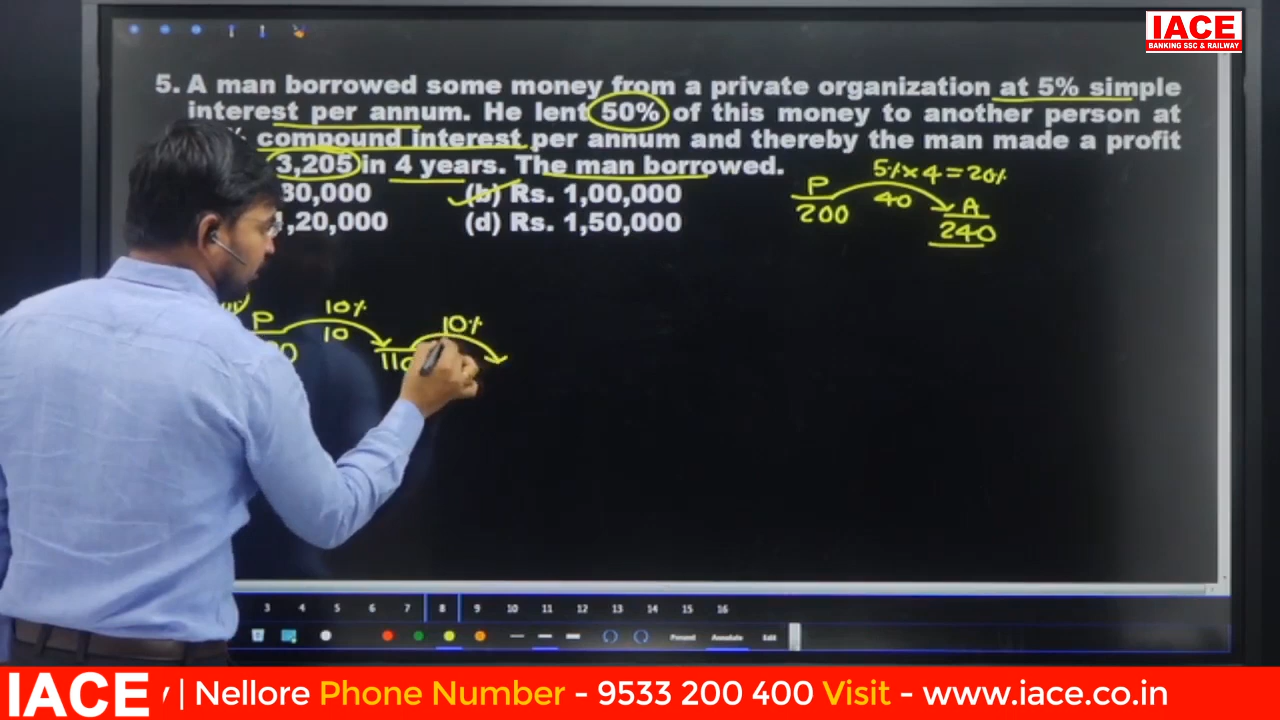 IACE
BANKING SSC & RAILWAY
5. A man borrowed some money from a private organization at 5% simple
interest per annum. He lent 50% of this money to another person at
% compound interest per annum and thereby the man made a profit
3,205 in 4 years. The man borrowed.
30,000 (b) Rs. 1,00,000
1,20,000 (d) Rs. 1,50,000
5% x 4 = 20%
P 40 A
200 240
10% 10%
P 10
110
3 4 5 6 7 8 9 10 11 12 13 14 15 16
Present Annotate Edit
IACE | Nellore Phone Number - 9533 200 400 Visit - www.iace.co.in